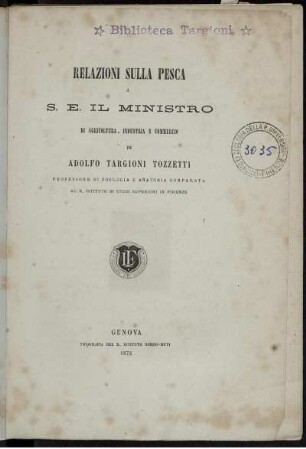 ☆ Biblioteca Targioni ☆
RELAZIONI SULLA PESCA
A
S. E. IL MINISTRO
DI AGRICOLTURA, INDUSTRIA E COMMERCIO
DI
ADOLFO TARGIONI TOZZETTI
PROFESSORE DI ZOOLOGIA E ANATOMIA COMPARATA
AL R. ISTITUTO DI STUDI SUPERIORI IN FIRENZE
3035
GENOVA
TIPOGRAFIA DEL R. ISTITUTO SORDO-MUTI
1872